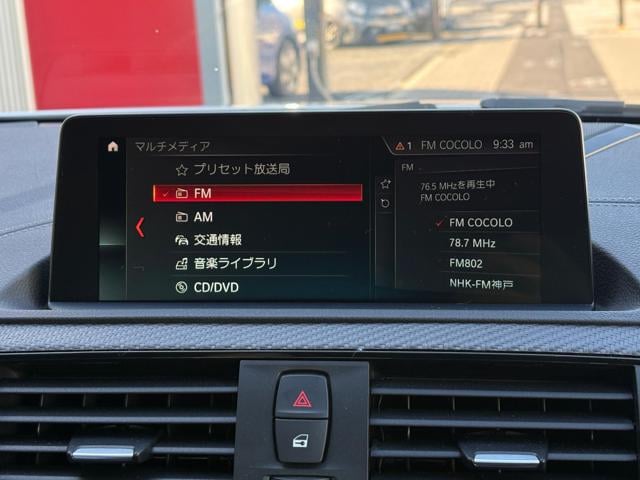 マルチメディア
1 FM COCOLO 9:33 am
プリセット放送局
FM
AM
交通情報
音楽ライブラリ
CD/DVD
FM
76.5 MHzを再生中
FM COCOLO
FM COCOLO
78.7 MHz
FM802
NHK-FM神戸